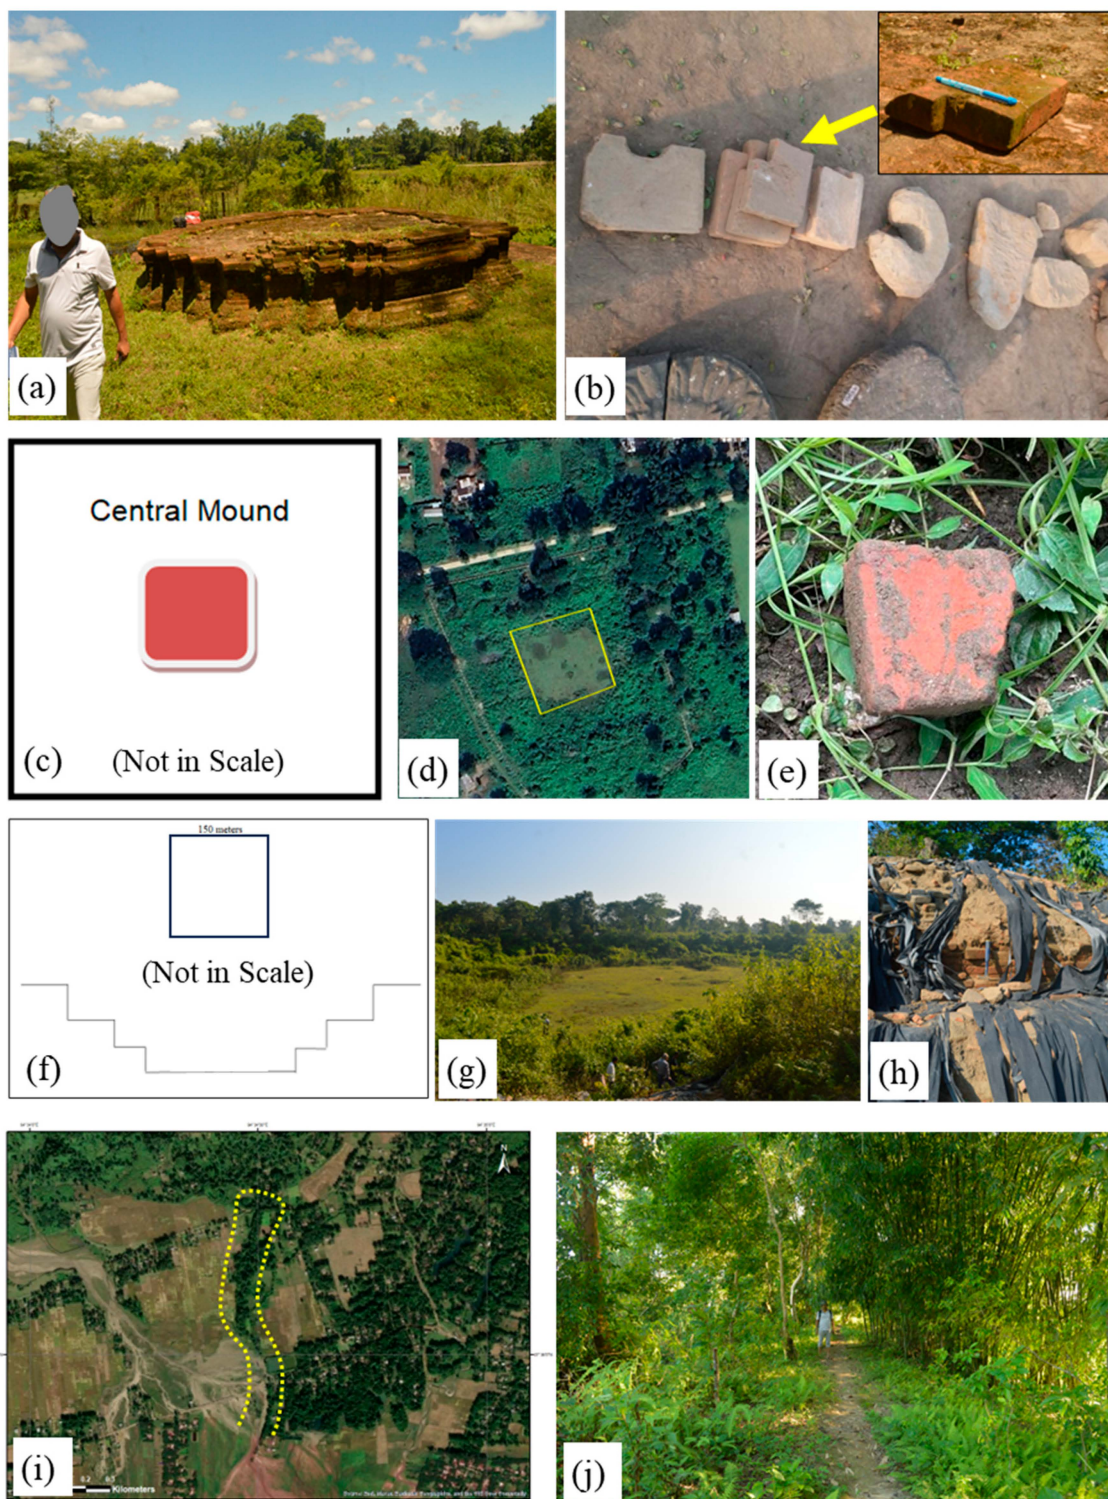 (a)
(b)
Central Mound
(c)
(Not in Scale)
(d)
(e)
150 meters
(Not in Scale)
(f)
(g)
(h)
N
(i)
Kilometers
(j)